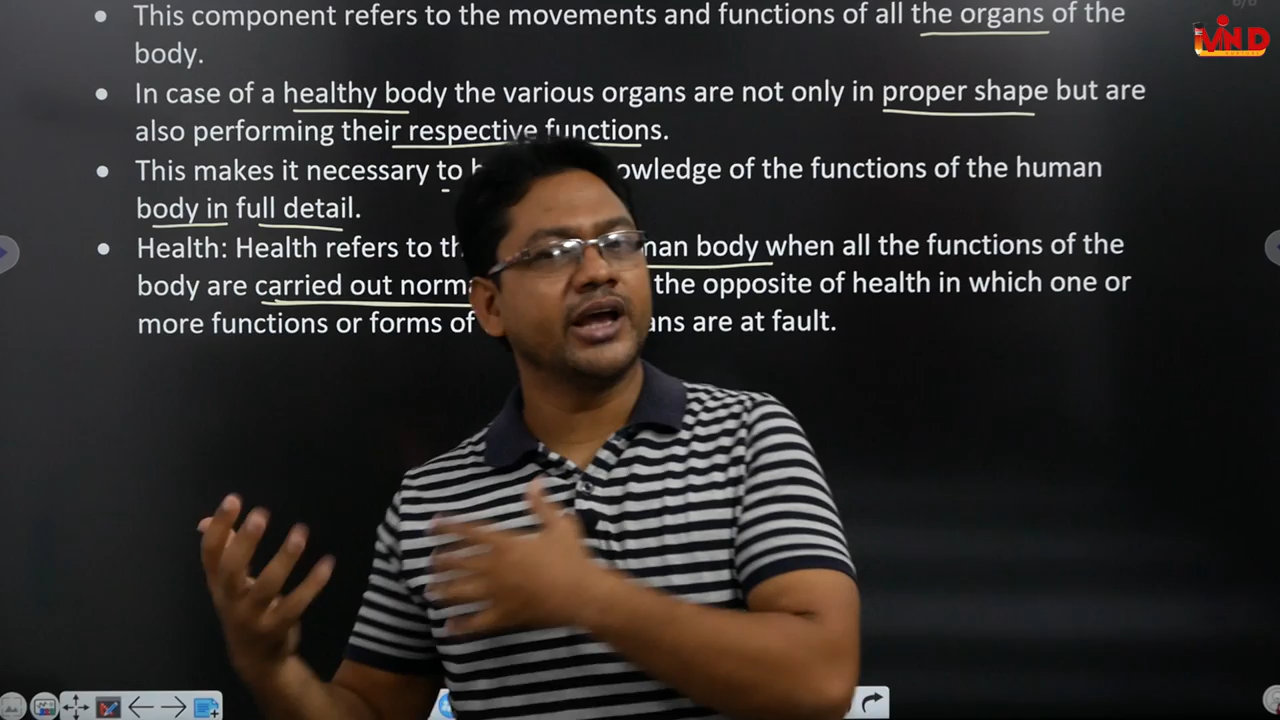 This component refers to the movements and functions of all the organs of the
body.
In case of a healthy body the various organs are not only in proper shape but are
also performing their respective functions.
This makes it necessary to owledge of the functions of the human
body in full detail.
Health: Health refers to th man body when all the functions of the
body are carried out norma the opposite of health in which one or
more functions or forms of ans are at fault.